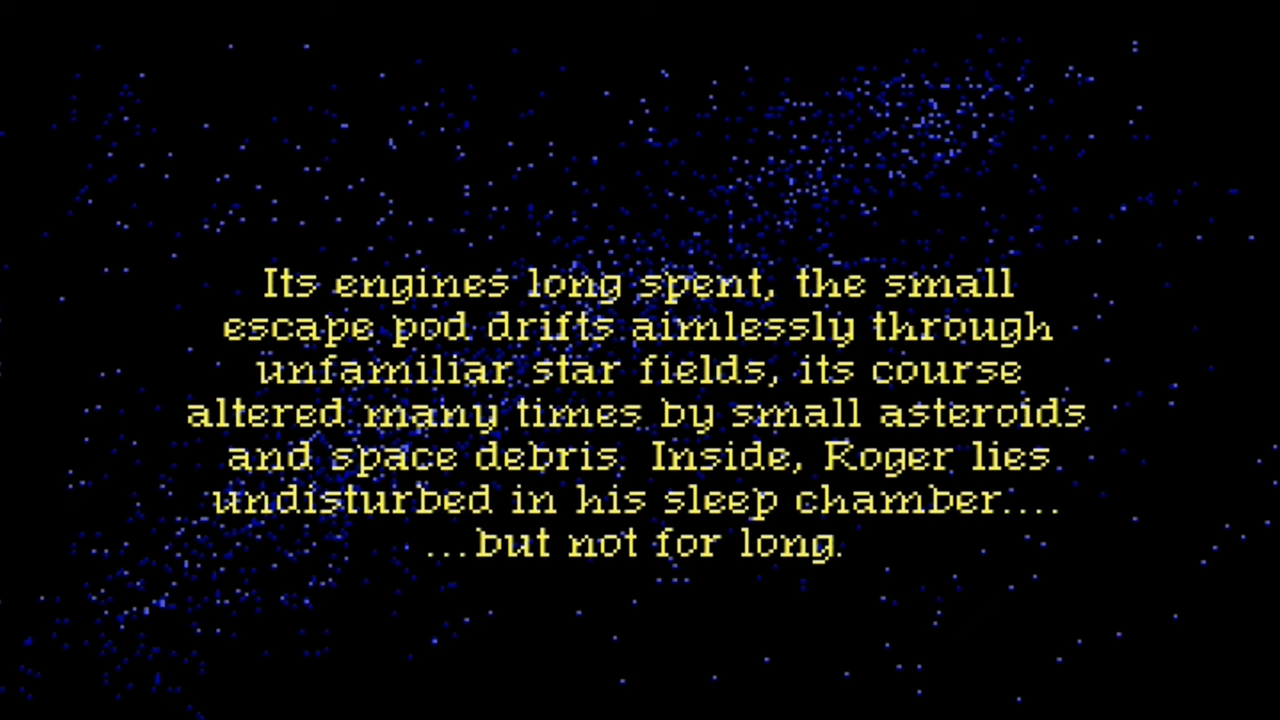 Its engines long spent, the small
escape pod drifts aimlessly through
unfamiliar star fields, its course
altered many times by small asteroids
and space debris. Inside, Roger lies
undisturbed in his sleep chamber....
...but not for long.